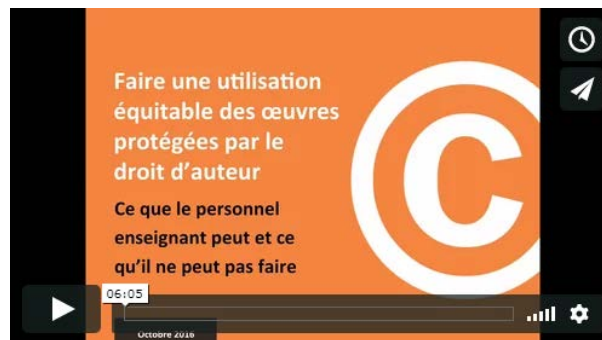 Faire une utilisation
équitable des œuvres
protégées par le
droit d’auteur
©
Ce que le personnel
enseignant peut et ce
qu’il ne peut pas faire
06:05
Octobre 2016